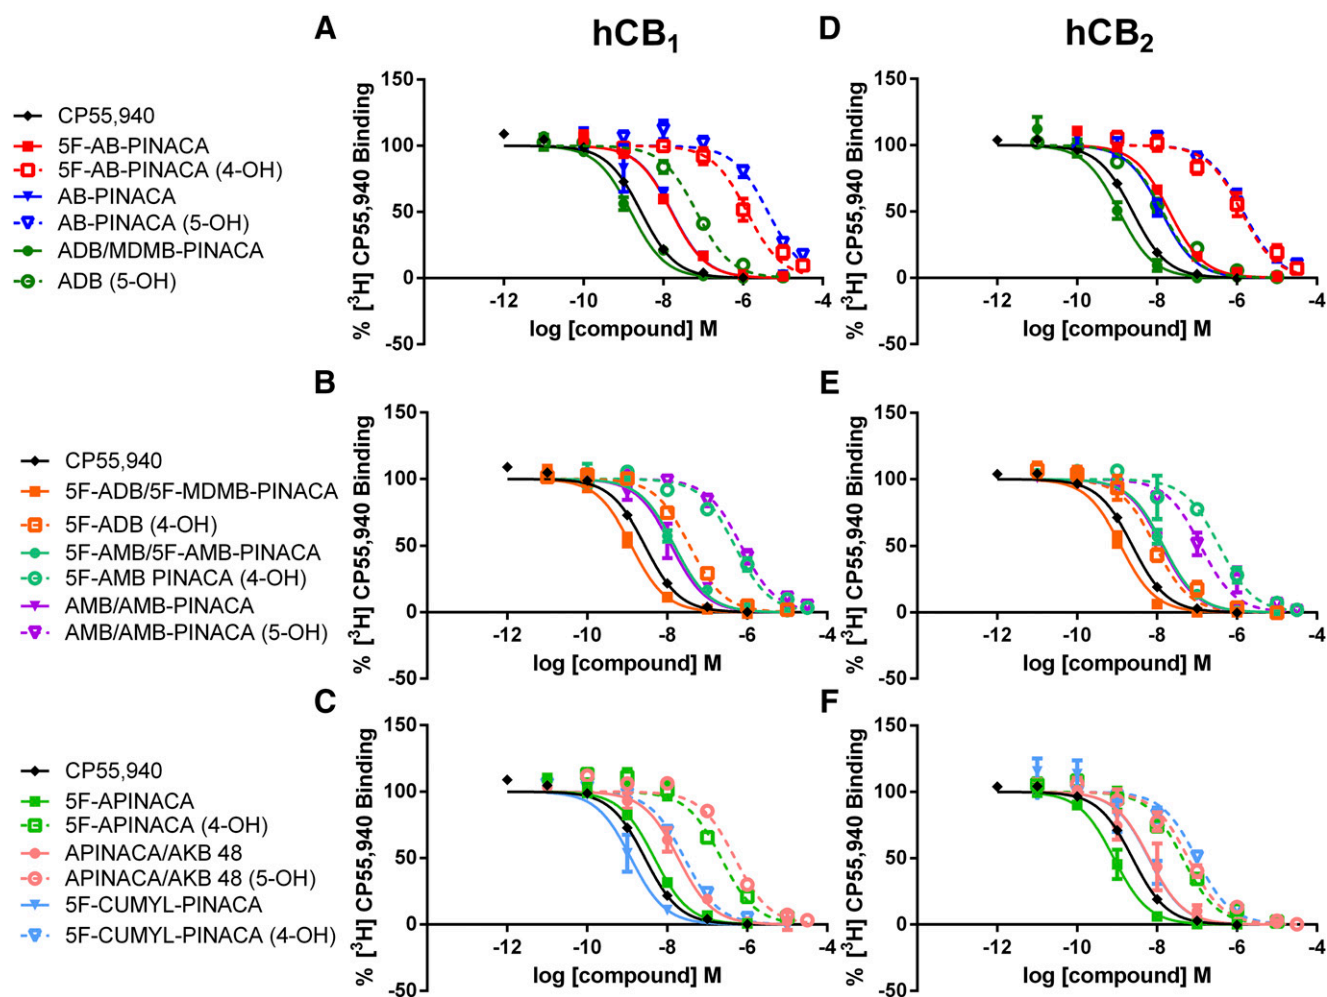 A
hCB1
D
hCB2
CP55,940
5F-AB-PINACA
5F-AB-PINACA (4-OH)
AB-PINACA
AB-PINACA (5-OH)
ADB/MDMB-PINACA
ADB (5-OH)
% [³H] CP55,940 Binding
150
100
50
0
-50
-12
-10
-8
-6
-4
log [compound] M
% [³H] CP55,940 Binding
150
100
50
0
-50
-12
-10
-8
-6
-4
log [compound] M
B
E
CP55,940
5F-ADB/5F-MDMB-PINACA
5F-ADB (4-OH)
5F-AMB/5F-AMB-PINACA
5F-AMB PINACA (4-OH)
AMB/AMB-PINACA
AMB/AMB-PINACA (5-OH)
% [³H] CP55,940 Binding
150
100
50
0
-50
-12
-10
-8
-6
-4
log [compound] M
% [³H] CP55,940 Binding
150
100
50
0
-50
-12
-10
-8
-6
-4
log [compound] M
C
F
CP55,940
5F-APINACA
5F-APINACA (4-OH)
APINACA/AKB 48
APINACA/AKB 48 (5-OH)
5F-CUMYL-PINACA
5F-CUMYL-PINACA (4-OH)
% [³H] CP55,940 Binding
150
100
50
0
-50
-12
-10
-8
-6
-4
log [compound] M
% [³H] CP55,940 Binding
150
100
50
0
-50
-12
-10
-8
-6
-4
log [compound] M